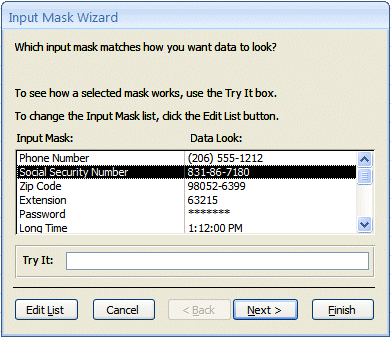 Input Mask Wizard
Which input mask matches how you want data to look?
To see how a selected mask works, use the Try It box.
To change the Input Mask list, click the Edit List button.
Input Mask: Data Look:
Phone Number (206) 555-1212
Social Security Number 831-86-7180
Zip Code 98052-6399
Extension 63215
Password *******
Long Time 1:12:00 PM
Try It:
Edit List Cancel < Back Next > Finish